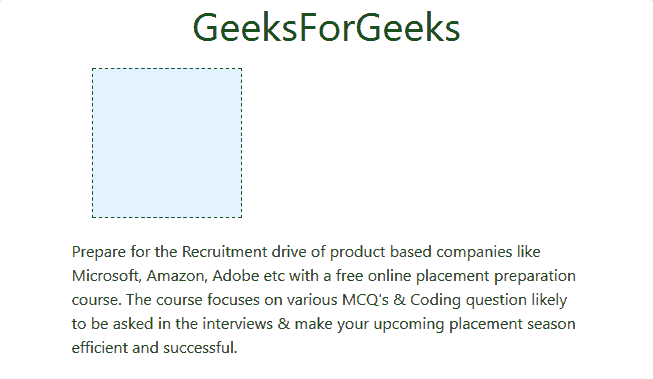 GeeksForGeeks
Prepare for the Recruitment drive of product based companies like
Microsoft, Amazon, Adobe etc with a free online placement preparation
course. The course focuses on various MCQ's & Coding question likely
to be asked in the interviews & make your upcoming placement season
efficient and successful.